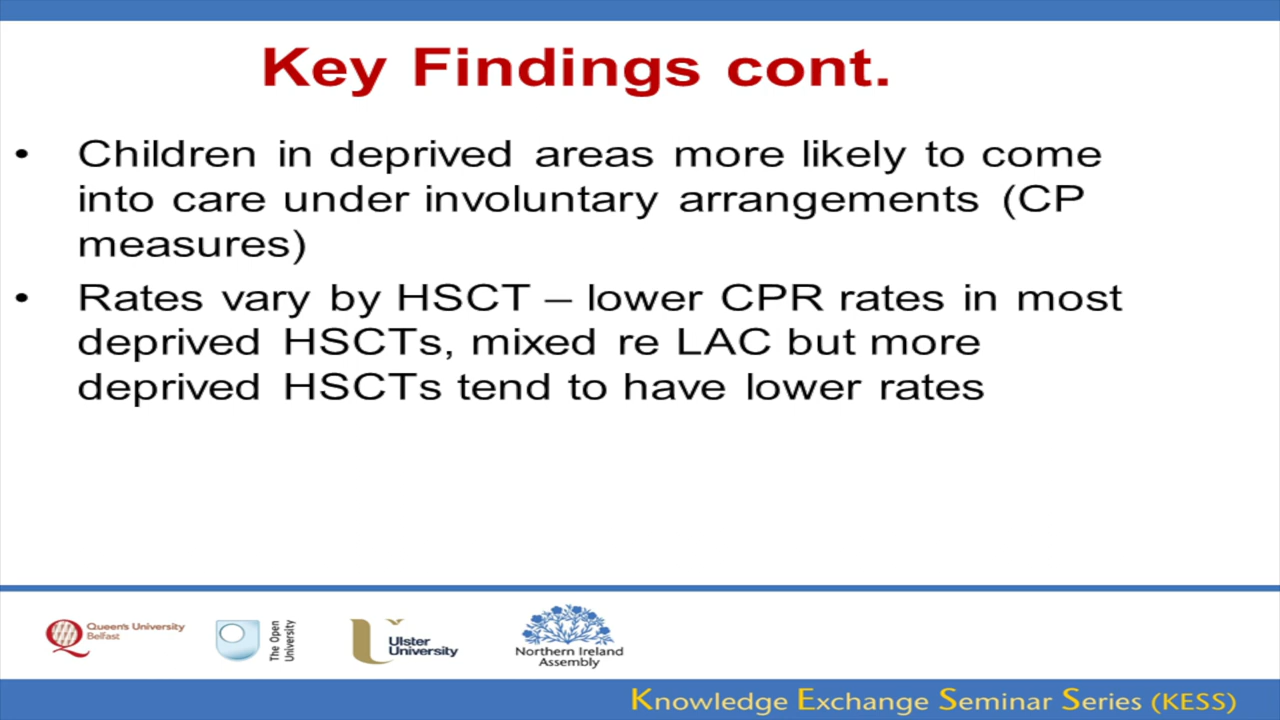 Key Findings cont.
• Children in deprived areas more likely to come
into care under involuntary arrangements (CP
measures)
• Rates vary by HSCT – lower CPR rates in most
deprived HSCTs, mixed re LAC but more
deprived HSCTs tend to have lower rates
Queen's University
Belfast
The Open
University
Ulster
University
Northern Ireland
Assembly
Knowledge Exchange Seminar Series (KESS)